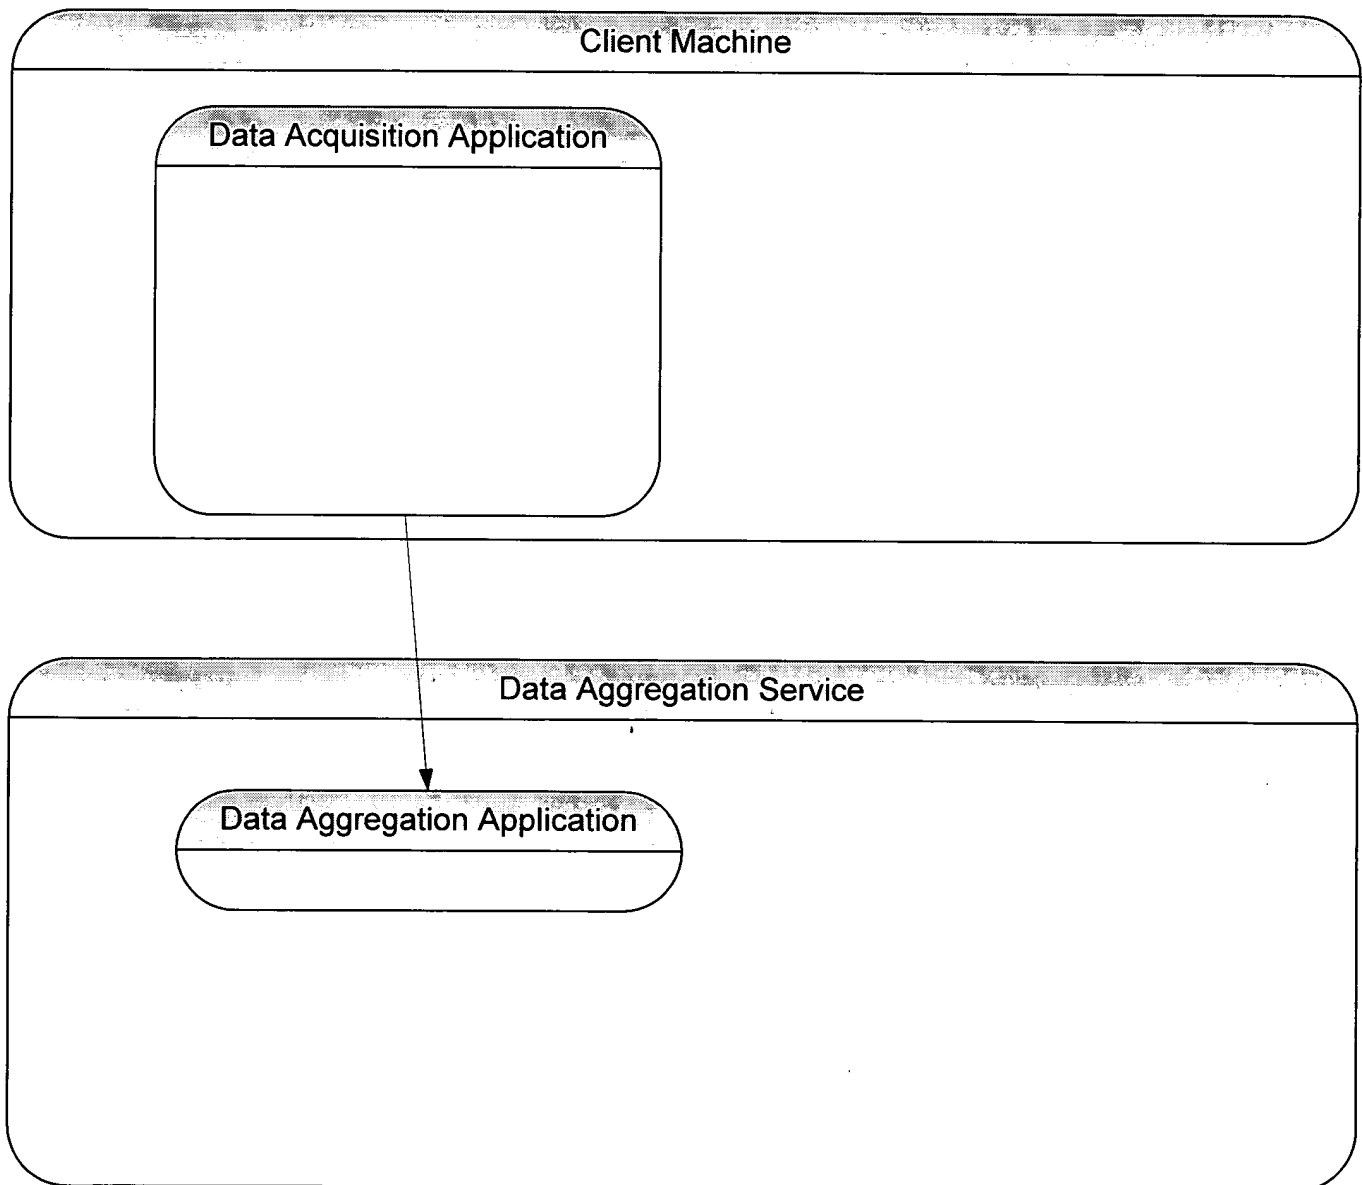 Client Machine
Data Acquisition Application
Data Aggregation Service
Data Aggregation Application